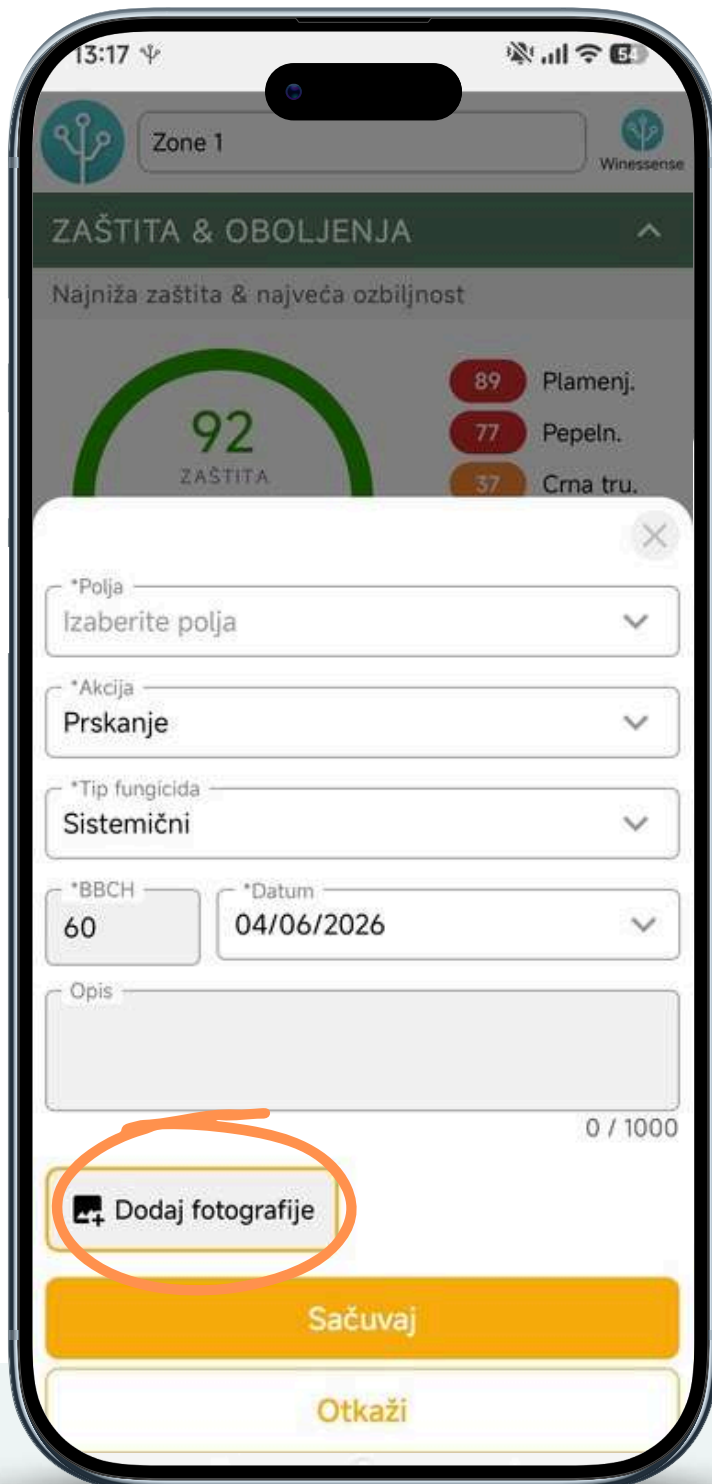 13:17
54
Zone 1
Winessense
ZAŠTITA & OBOLJENJA
Najniža zaštita & najveća ozbiljnost
92
ZAŠTITA
89 Plamenj.
77 Pepeln.
37 Crna tru.
*Polja
Izaberite polja
*Akcija
Prskanje
*Tip fungicida
Sistemični
*BBCH
60
*Datum
04/06/2026
Opis
0 / 1000
Dodaj fotografije
Sačuvaj
Otkaži